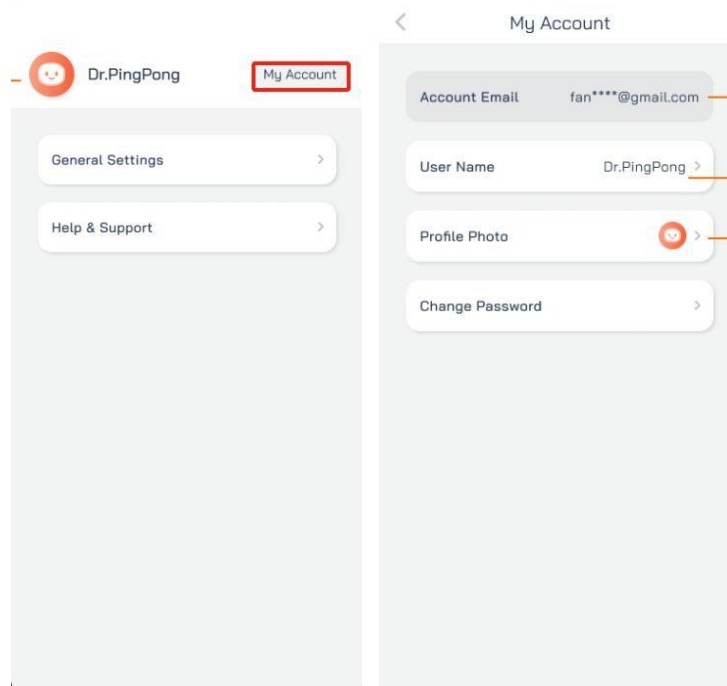 Dr.PingPong My Account
General Settings
Help & Support
My Account
Account Email fan****@gmail.com
User Name Dr.PingPong
Profile Photo
Change Password